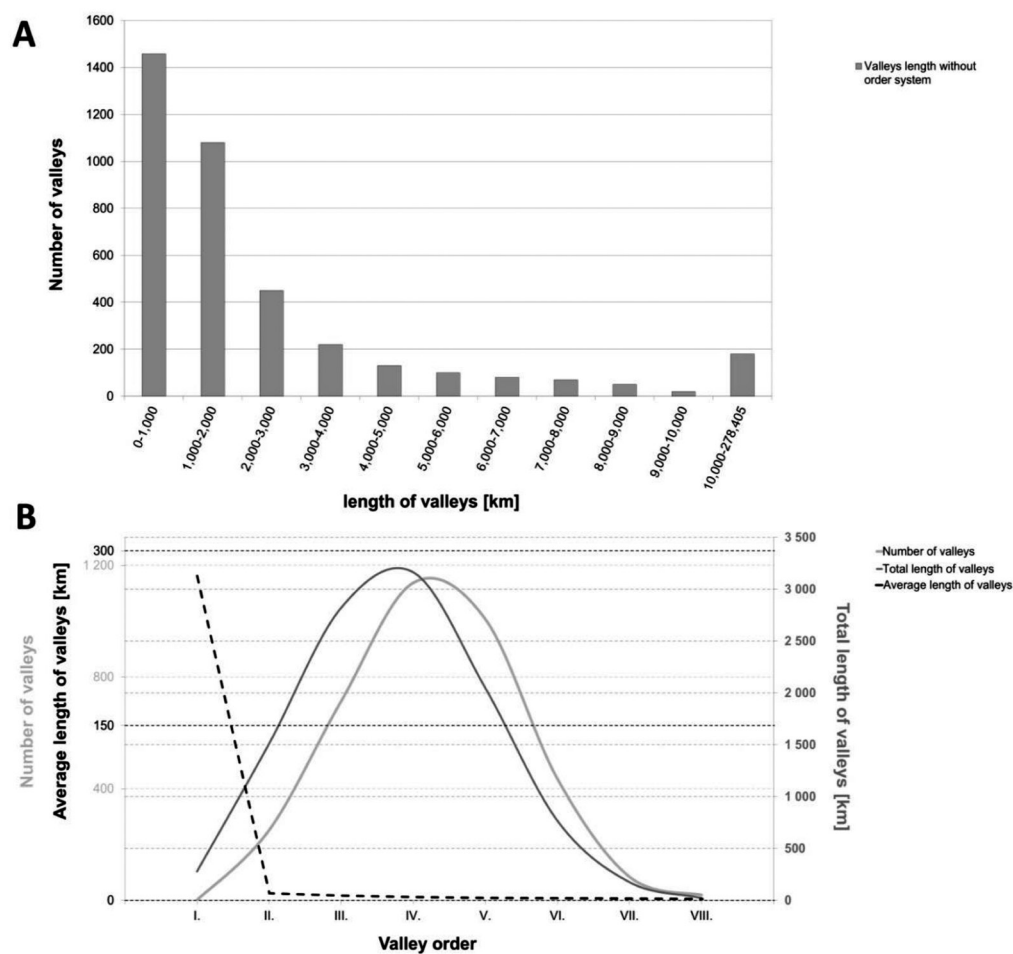 A
1600
1400
1200
1000
800
600
400
200
0
Number of valleys
Valleys length without
order system
0-1,000
1,000-2,000
2,000-3,000
3,000-4,000
4,000-5,000
5,000-6,000
6,000-7,000
7,000-8,000
8,000-9,000
9,000-10,000
10,000-278,405
length of valleys [km]
B
Number of valleys
Average length of valleys [km]
300
1 200
800
150
400
0
3 500
3 000
2 500
2 000
1 500
1 000
500
0
Total length of valleys [km]
Number of valleys
Total length of valleys
Average length of valleys
I.
II.
III.
IV.
V.
VI.
VII.
VIII.
Valley order